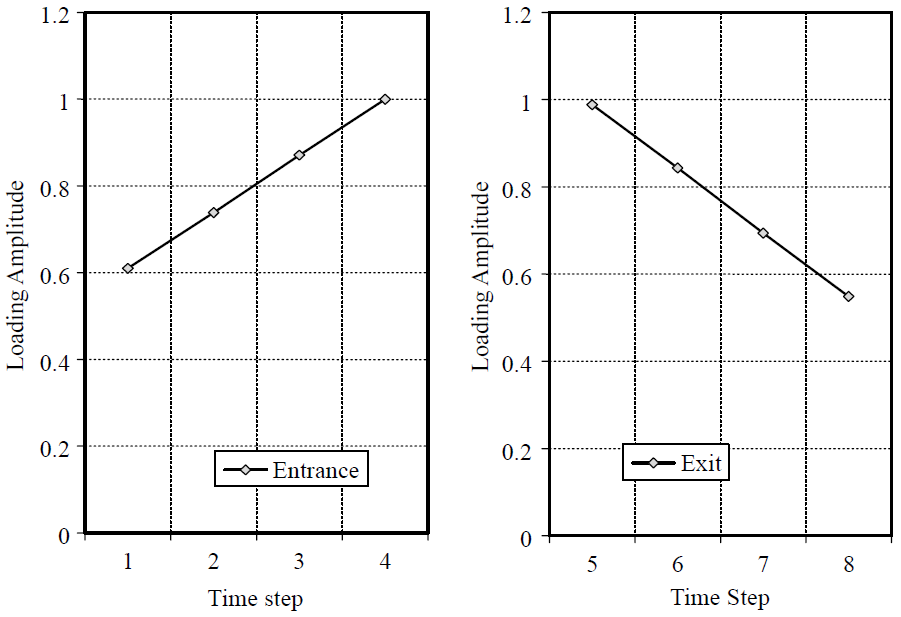 Loading Amplitude
1.2
1
0.8
0.6
0.4
0.2
0
Entrance
1 2 3 4
Time step
Loading Amplitude
1.2
1
0.8
0.6
0.4
0.2
0
Exit
5 6 7 8
Time Step